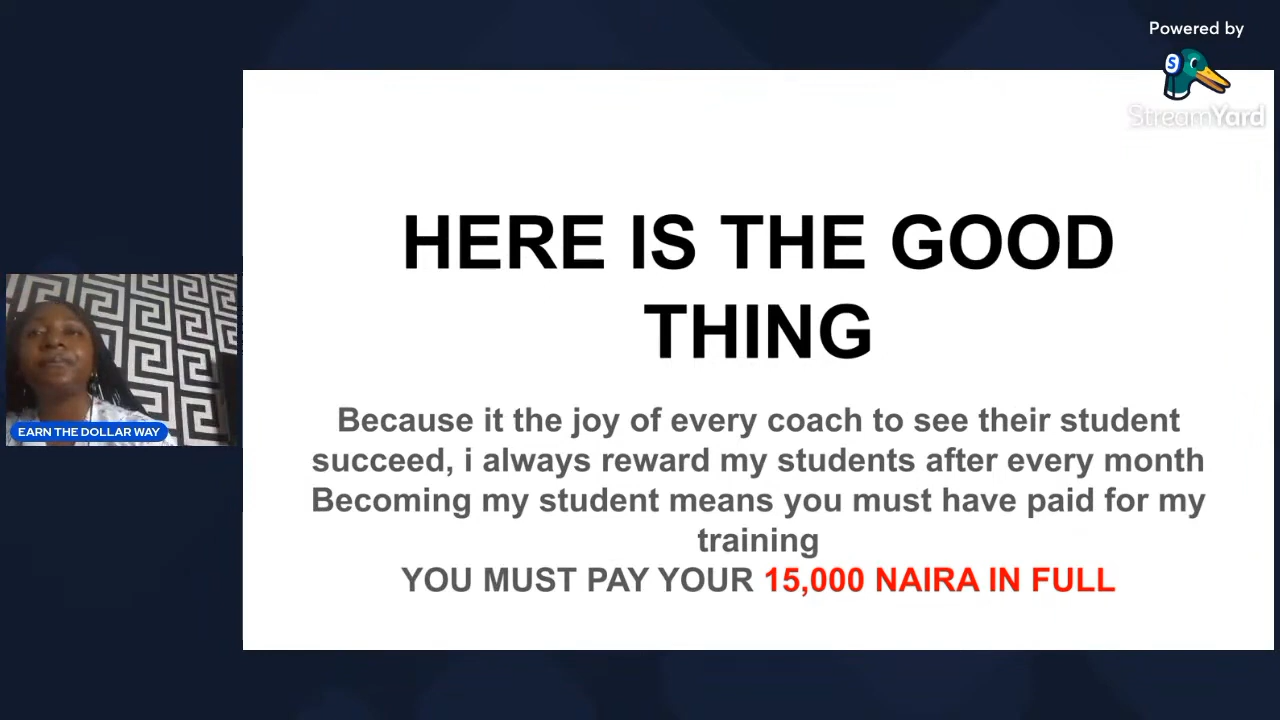 Powered by
StreamYard
HERE IS THE GOOD
THING
Because it the joy of every coach to see their student
succeed, i always reward my students after every month
Becoming my student means you must have paid for my
training
YOU MUST PAY YOUR 15,000 NAIRA IN FULL
EARN THE DOLLAR WAY